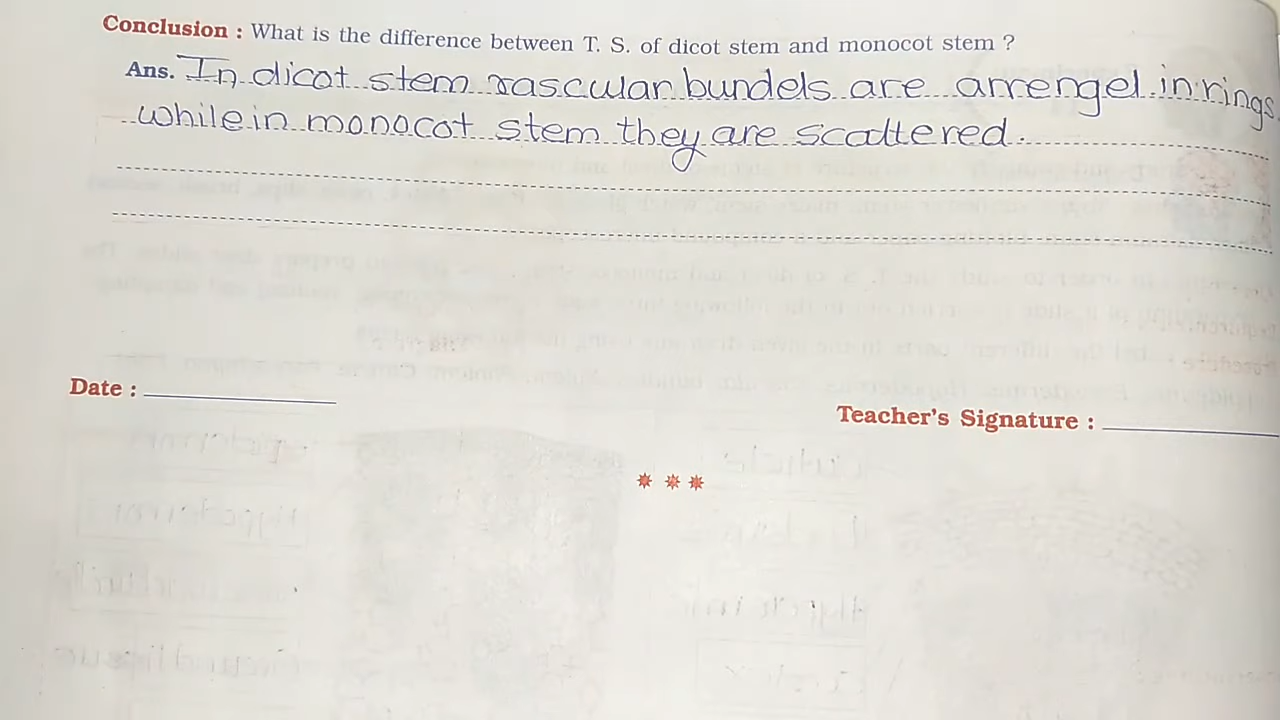 Conclusion : What is the difference between T. S. of dicot stem and monocot stem ?
Ans. In dicot stem vascular bundels are arrengel in rings.
while in monocot stem they are scattered.
Date :
Teacher's Signature :